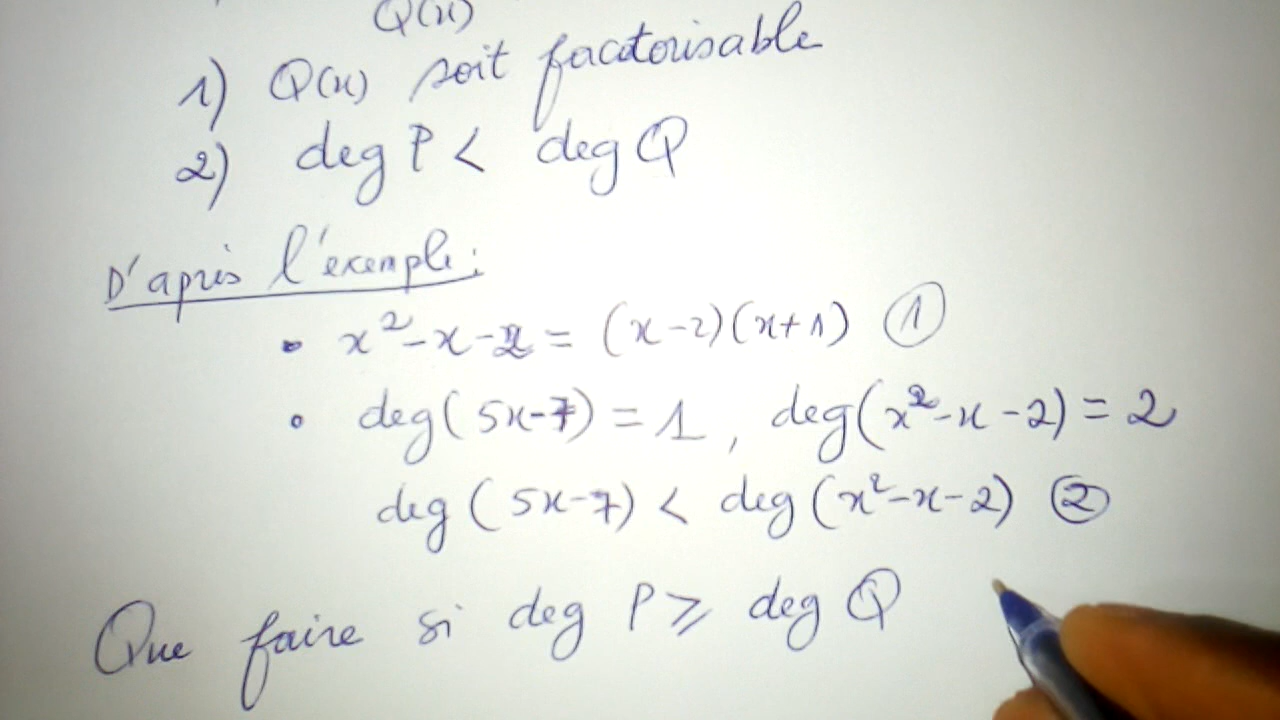 Q(x)
1) Q(x) soit factorisable
2) deg P < deg Q
D'après l'exemple:
• x²-x-2 = (x-2)(x+1) ①
• deg(5x-7) = 1, deg(x²-x-2) = 2
deg(5x-7) < deg(x²-x-2) ②
Que faire si deg P ⩾ deg Q